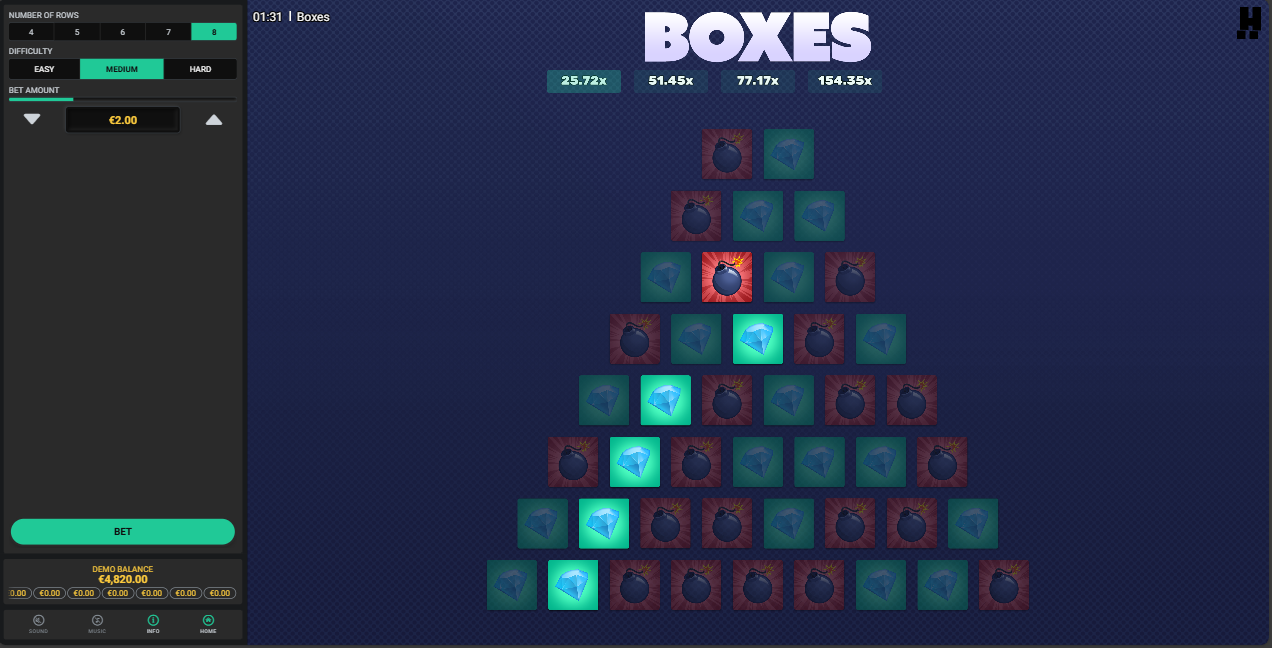 NUMBER OF ROWS
4 5 6 7 8
DIFFICULTY
EASY MEDIUM HARD
BET AMOUNT
€2.00
BET
DEMO BALANCE
€4,820.00
0.00 €0.00 €0.00 €0.00 €0.00 €0.00 €0.00
SOUND MUSIC INFO HOME
01:31 | Boxes
BOXES
25.72x 51.45x 77.17x 154.35x